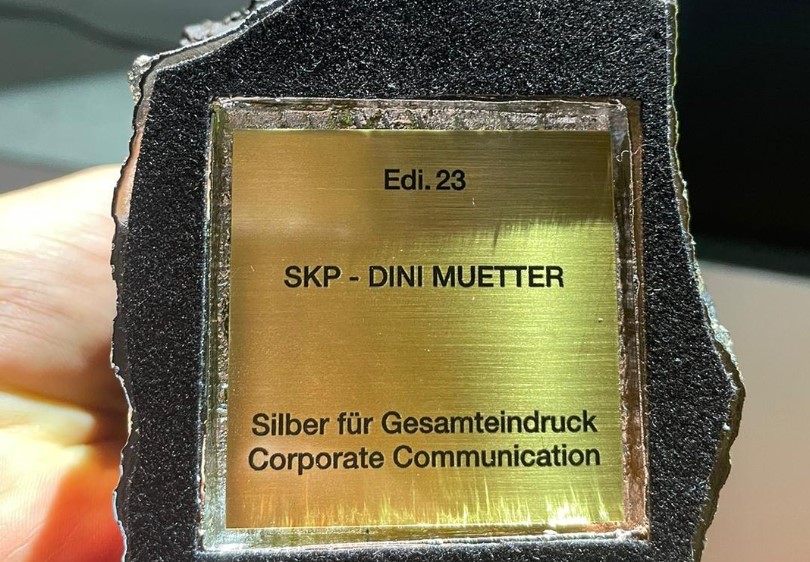 Edi. 23
SKP - DINI MUETTER
Silber für Gesamteindruck
Corporate Communication